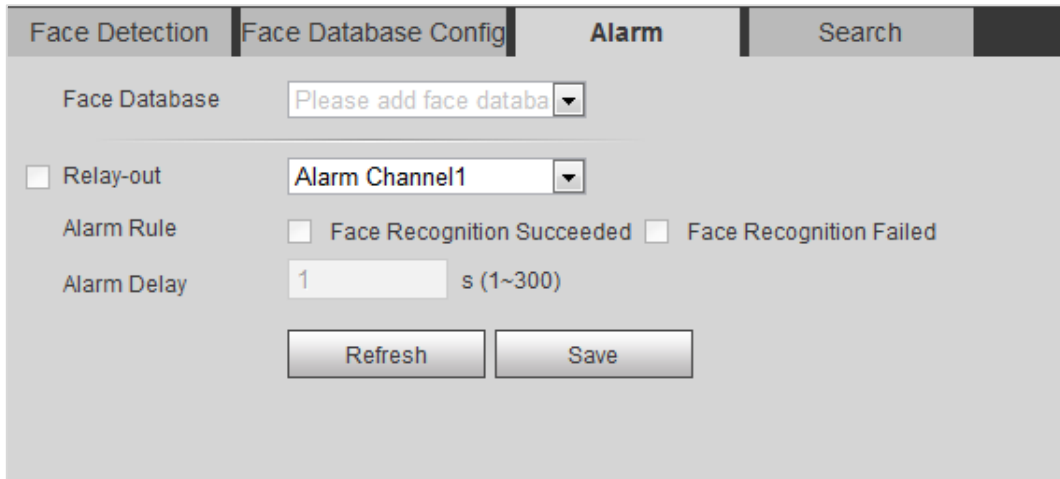 Face Detection Face Database Config Alarm Search
Face Database Please add face databa
Relay-out Alarm Channel1
Alarm Rule Face Recognition Succeeded Face Recognition Failed
Alarm Delay 1 s (1~300)
Refresh Save